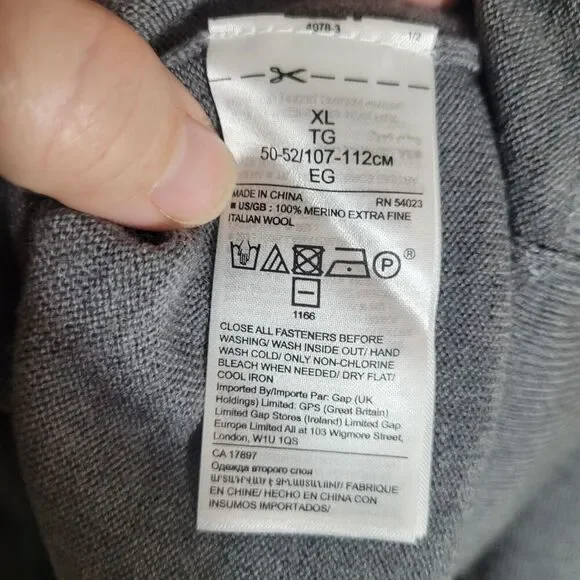 4978-3 1/2
XL
TG
50-52/107-112CM
EG
MADE IN CHINA RN 54023
■ US/GB : 100% MERINO EXTRA FINE
ITALIAN WOOL
P ®
1166
CLOSE ALL FASTENERS BEFORE
WASHING/ WASH INSIDE OUT/ HAND
WASH COLD/ ONLY NON-CHLORINE
BLEACH WHEN NEEDED/ DRY FLAT/
COOL IRON
Imported By/Importe Par: Gap (UK
Holdings) Limited: GPS (Great Britain)
Limited Gap Stores (Ireland) Limited Gap
Europe Limited All at 103 Wigmore Street,
London, W1U 1QS
CA 17897
Одежда второго слоя
ԱՐՏԱԴՐՎԱԾ Է ՉԻՆԱՍՏԱՆՈՒՄ/ FABRIQUE
EN CHINE/ HECHO EN CHINA CON
INSUMOS IMPORTADOS/